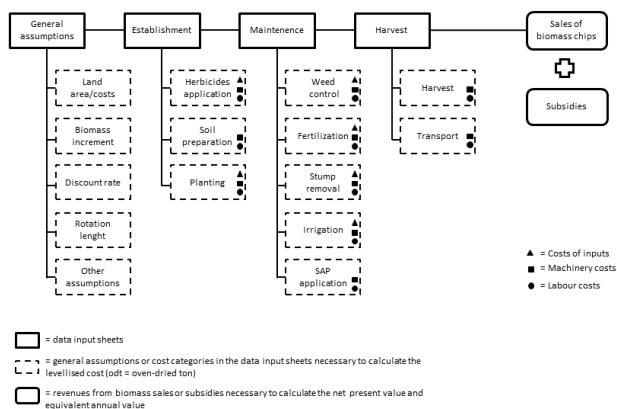 General
assumptions
Establishment
Maintenence
Harvest
Sales of
biomass chips
Subsidies
Land
area/costs
Biomass
increment
Discount rate
Rotation
lenght
Other
assumptions
Herbicides
application
Soil
preparation
Planting
Weed
control
Fertilization
Stump
removal
Irrigation
SAP
application
Harvest
Transport
▲ = Costs of inputs
■ = Machinery costs
● = Labour costs
= data input sheets
= general assumptions or cost categories in the data input sheets necessary to calculate the
levellised cost (odt = oven-dried ton)
= revenues from biomass sales or subsidies necessary to calculate the net present value and
equivalent annual value